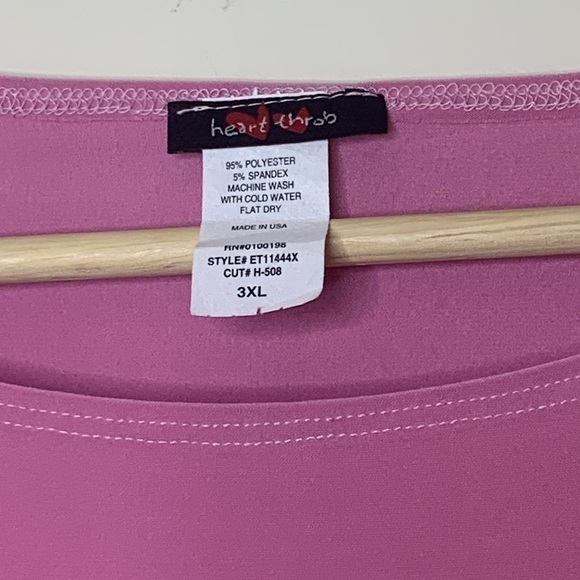 heart throb
95% POLYESTER
5% SPANDEX
MACHINE WASH
WITH COLD WATER
FLAT DRY
MADE IN USA
RN#0100198
STYLE# ET11444X
CUT# H-508
3XL